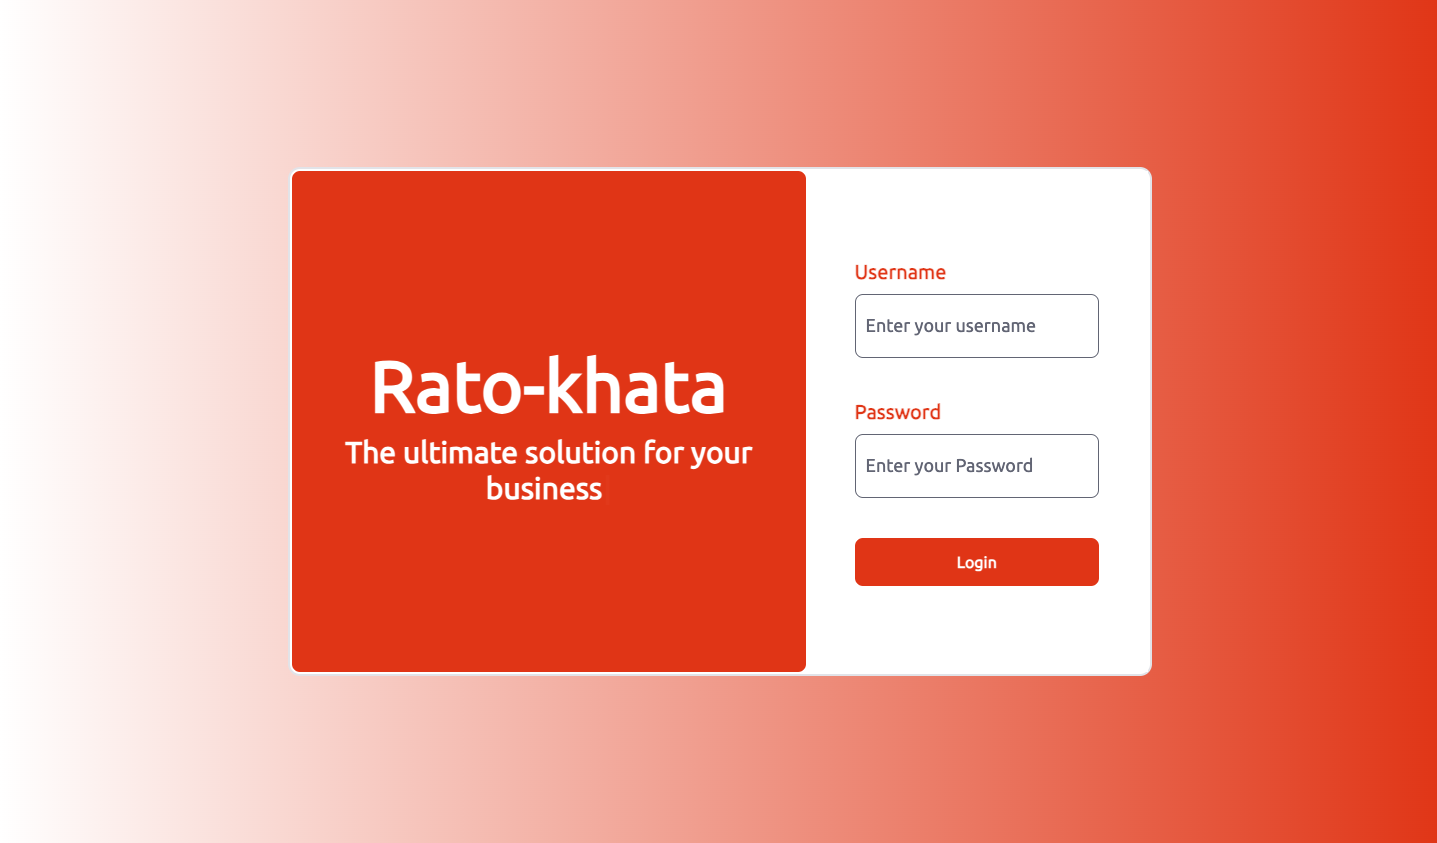 Rato-khata
The ultimate solution for your
business
Username
Enter your username
Password
Enter your Password
Login